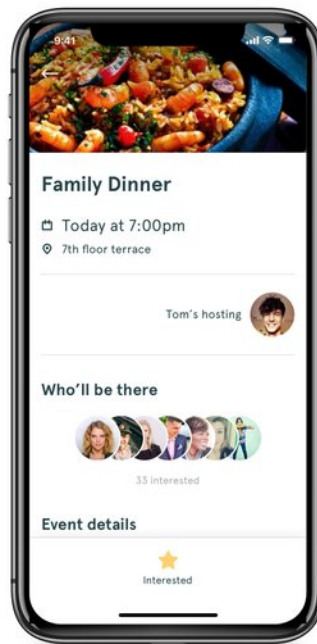 9:41
Family Dinner
Today at 7:00pm
7th floor terrace
Tom's hosting
Who'll be there
33 interested
Event details
Interested